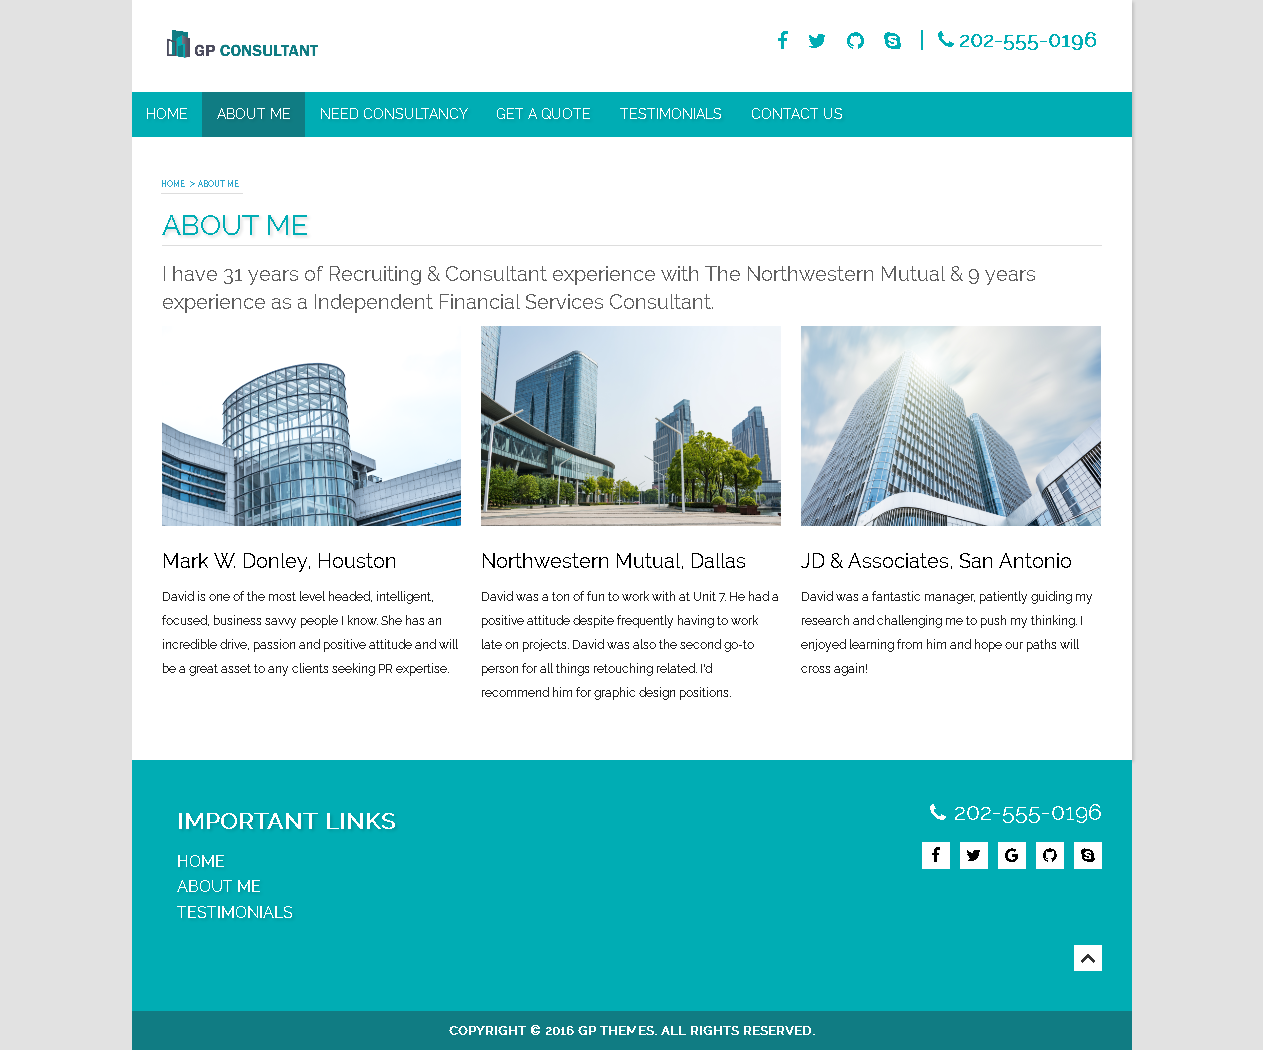 GP CONSULTANT
202-555-0196
HOME ABOUT ME NEED CONSULTANCY GET A QUOTE TESTIMONIALS CONTACT US
HOME > ABOUT ME
ABOUT ME
I have 31 years of Recruiting & Consultant experience with The Northwestern Mutual & 9 years
experience as a Independent Financial Services Consultant.
Mark W. Donley, Houston
David is one of the most level headed, intelligent,
focused, business savvy people I know. She has an
incredible drive, passion and positive attitude and will
be a great asset to any clients seeking PR expertise.
Northwestern Mutual, Dallas
David was a ton of fun to work with at Unit 7. He had a
positive attitude despite frequently having to work
late on projects. David was also the second go-to
person for all things retouching related. I'd
recommend him for graphic design positions.
JD & Associates, San Antonio
David was a fantastic manager, patiently guiding my
research and challenging me to push my thinking. I
enjoyed learning from him and hope our paths will
cross again!
IMPORTANT LINKS
HOME
ABOUT ME
TESTIMONIALS
202-555-0196
COPYRIGHT © 2016 GP THEMES. ALL RIGHTS RESERVED.